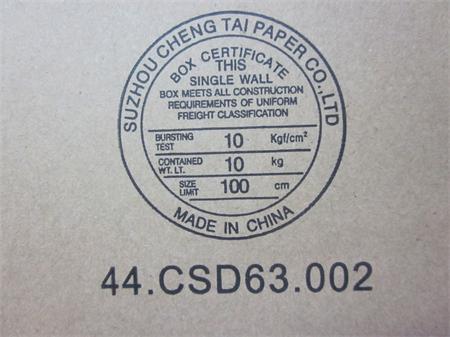 SUZHOU CHENG TAI PAPER CO.,LTD
BOX CERTIFICATE
THIS
SINGLE WALL
BOX MEETS ALL CONSTRUCTION
REQUIREMENTS OF UNIFORM
FREIGHT CLASSIFICATION
BURSTING TEST 10 Kgf/cm²
CONTAINED WT. LT. 10 kg
SIZE LIMIT 100 cm
MADE IN CHINA
44.CSD63.002